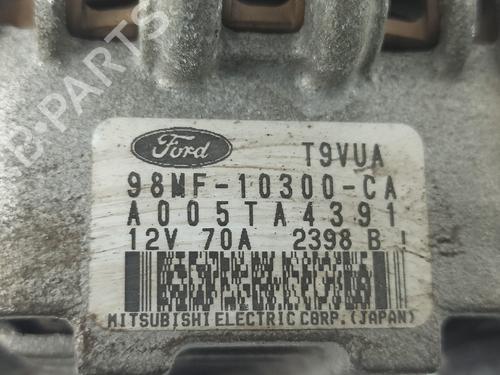 B-PARTS
Ford T9VUA
98MF-10300-CA
A005TA4391
12V 70A 2398 B !
MITSUBISHI ELECTRIC CORP. (JAPAN)